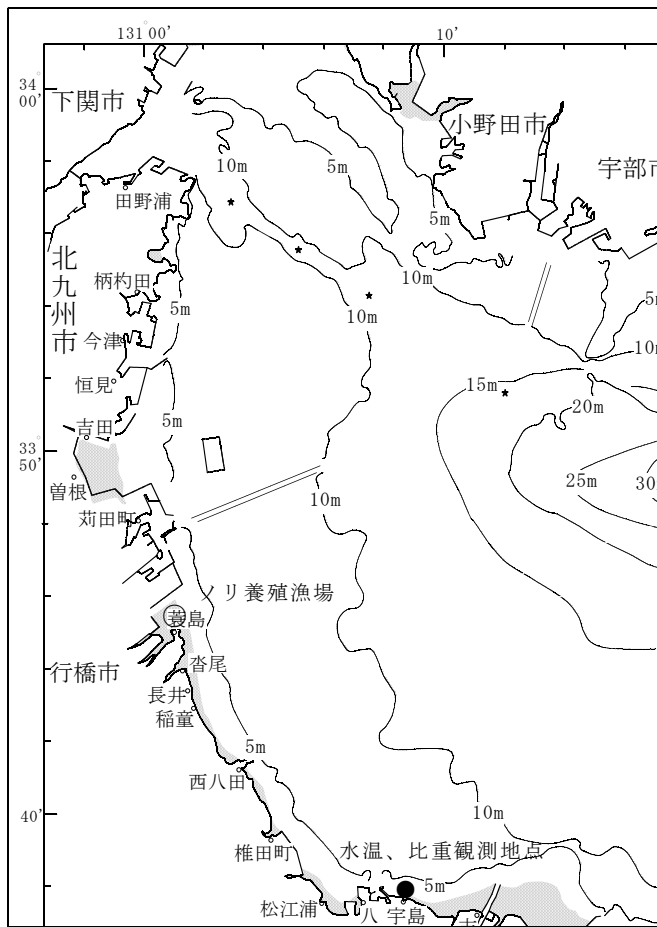 131 00'
10'
34
00'
下関市
小野田市
宇部市
10m
5m
5m
田野浦
北九州市
柄杓田
10m
5m
10m
5m
今津
10m
恒見
15m
20m
5m
吉田
33
50'
曽根
25m
30
10m
苅田町
ノリ養殖漁場
蓑島
沓尾
行橋市
長井
稲童
5m
西八田
40'
10m
椎田町
水温、比重観測地点
5m
松江浦
八
宇島